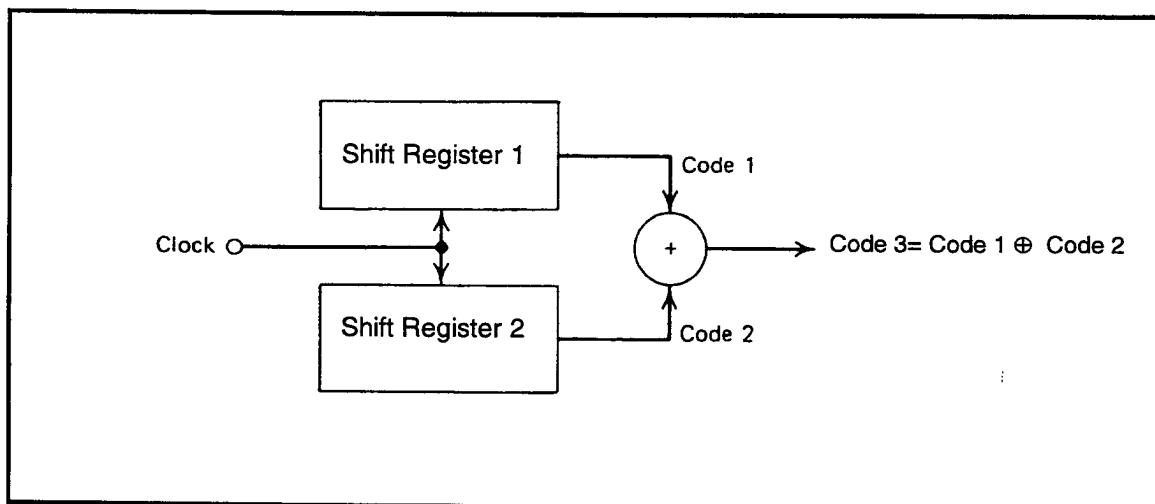 Shift Register 1
Code 1
Clock
+
Code 3= Code 1 ⊕ Code 2
Shift Register 2
Code 2